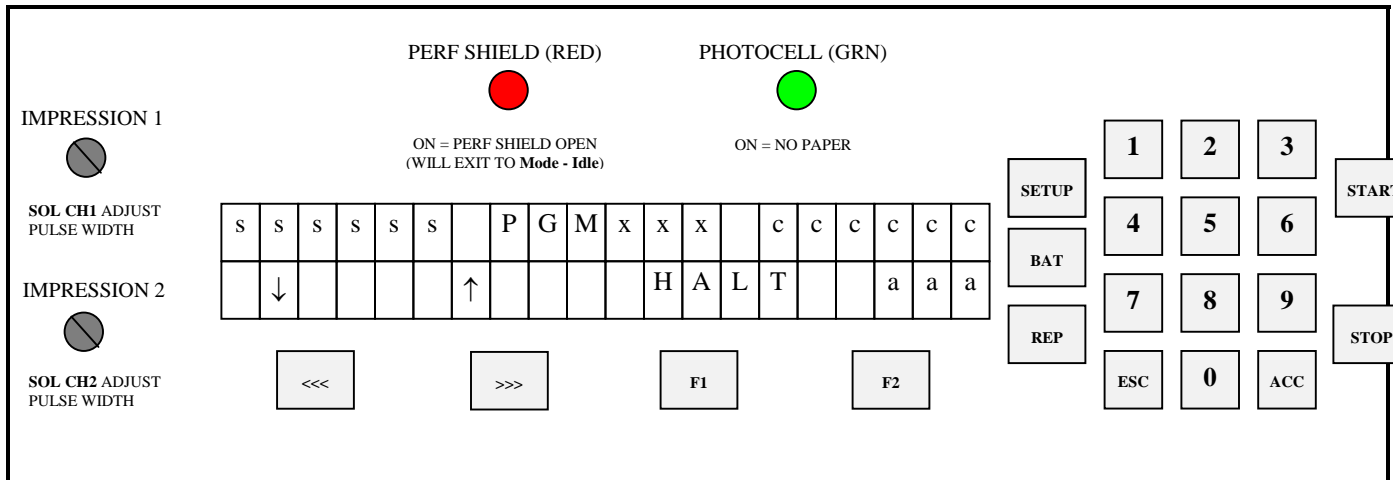 PERF SHIELD (RED)
PHOTOCELL (GRN)
ON = PERF SHIELD OPEN
(WILL EXIT TO Mode - Idle)
ON = NO PAPER
IMPRESSION 1
SOL CH1 ADJUST
PULSE WIDTH
IMPRESSION 2
SOL CH2 ADJUST
PULSE WIDTH
s s s s s s P G M x x x c c c c c c
↓ ↑ H A L T a a a
<<< >>> F1 F2
SETUP
BAT
REP
1 2 3
4 5 6
7 8 9
ESC 0 ACC
START
STOP